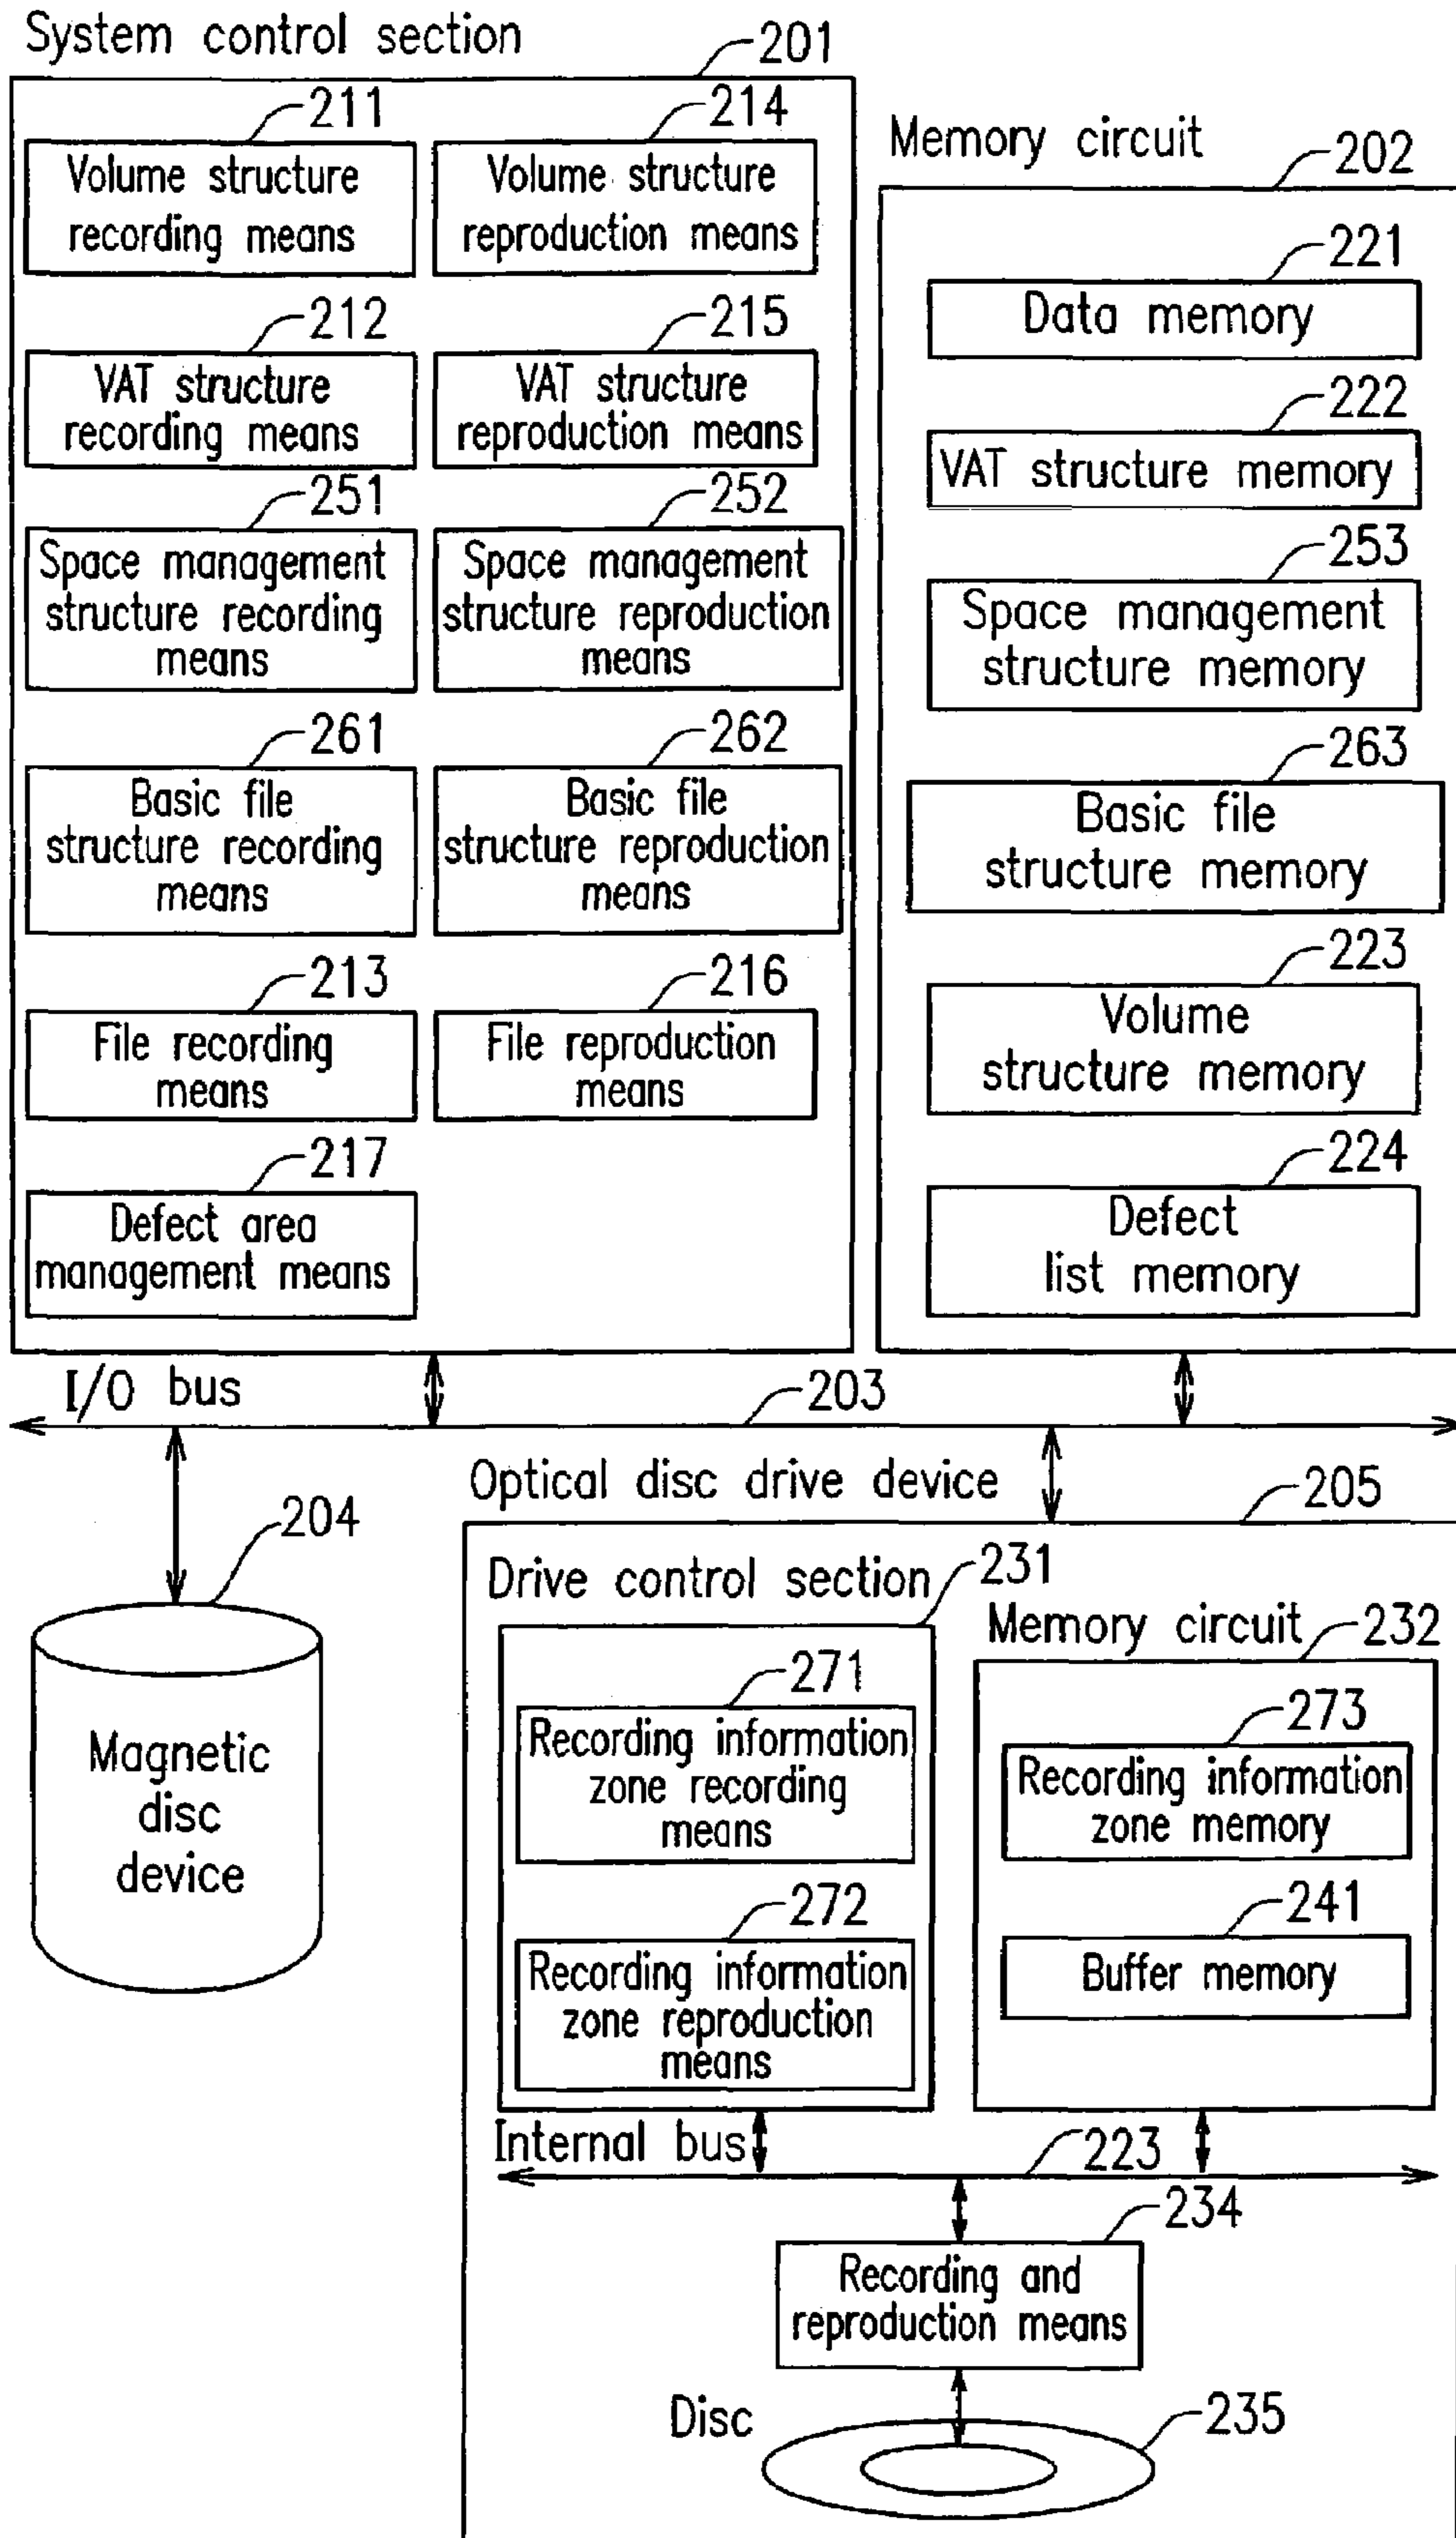 System control section
201
211
Volume structure
recording means
214
Volume structure
reproduction means
212
VAT structure
recording means
215
VAT structure
reproduction means
251
Space management
structure recording
means
252
Space management
structure reproduction
means
261
Basic file
structure recording
means
262
Basic file
structure reproduction
means
213
File recording
means
216
File reproduction
means
217
Defect area
management means
Memory circuit
202
221
Data memory
222
VAT structure memory
253
Space management
structure memory
263
Basic file
structure memory
223
Volume
structure memory
224
Defect
list memory
I/O bus
203
204
Magnetic
disc
device
Optical disc drive device
205
Drive control section
231
271
Recording information
zone recording
means
272
Recording information
zone reproduction
means
Memory circuit
232
273
Recording information
zone memory
241
Buffer memory
Internal bus
223
234
Recording and
reproduction means
Disc
235